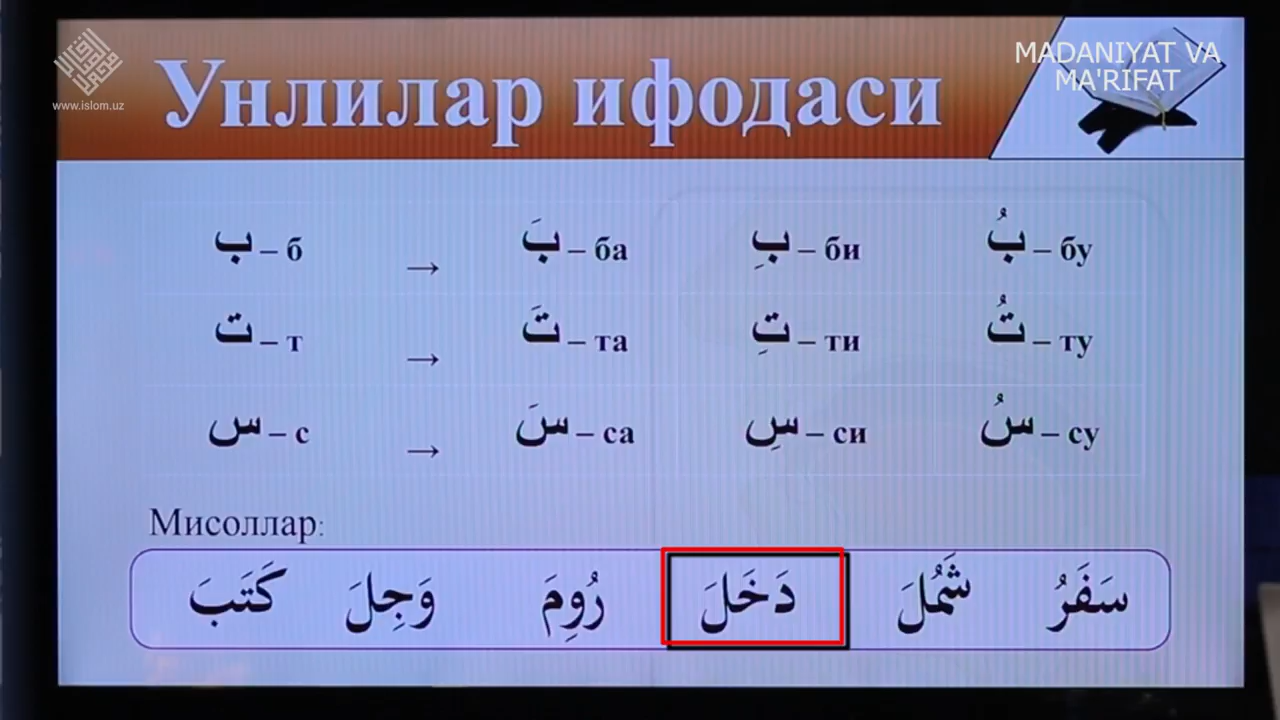 www.islom.uz
Унлилар ифодаси
MADANIYAT VA
MA'RIFAT
ب – б → بَ – ба بِ – би بُ – бу
ت – т → تَ – та تِ – ти تُ – ту
س – с → سَ – са سِ – си سُ – су
Мисоллар:
سَفَرُ شَمُلَ دَخَلَ رُوِمَ وَجِلَ كَتَبَ